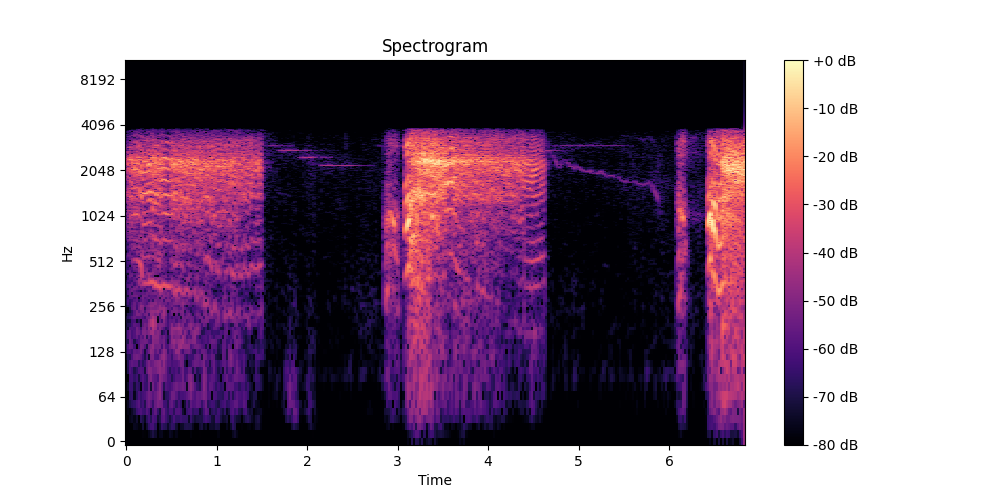 Spectrogram
8192
4096
2048
1024
512
256
128
64
0
Hz
0 1 2 3 4 5 6
Time
+0 dB
-10 dB
-20 dB
-30 dB
-40 dB
-50 dB
-60 dB
-70 dB
-80 dB